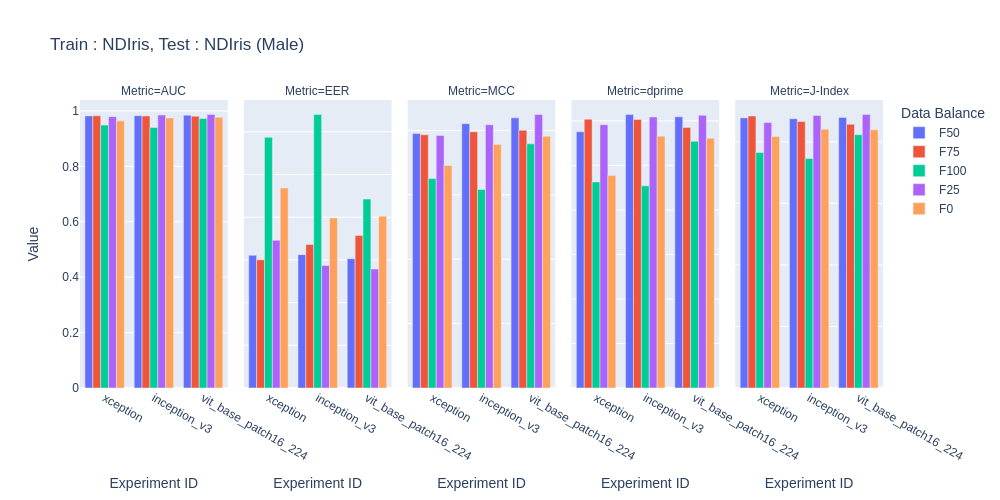 Train : NDIris, Test : NDIris (Male)
Metric=AUC
Metric=EER
Metric=MCC
Metric=dprime
Metric=J-Index
Data Balance
F50
F75
F100
F25
F0
Value
1
0.8
0.6
0.4
0.2
0
xception
inception_v3
vit_base_patch16_224
xception
inception_v3
vit_base_patch16_224
xception
inception_v3
vit_base_patch16_224
xception
inception_v3
vit_base_patch16_224
xception
inception_v3
vit_base_patch16_224
Experiment ID
Experiment ID
Experiment ID
Experiment ID
Experiment ID